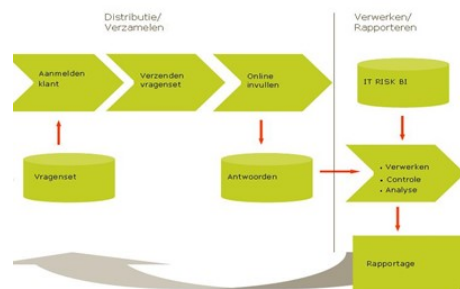 Distributie/
Verzamelen
Verwerken/
Rapporteren
Aanmelden
klant
Verzenden
vragenset
Online
invullen
IT RISK BI
Vragenset
Antwoorden
• Verwerken
• Controle
• Analyse
Rapportage